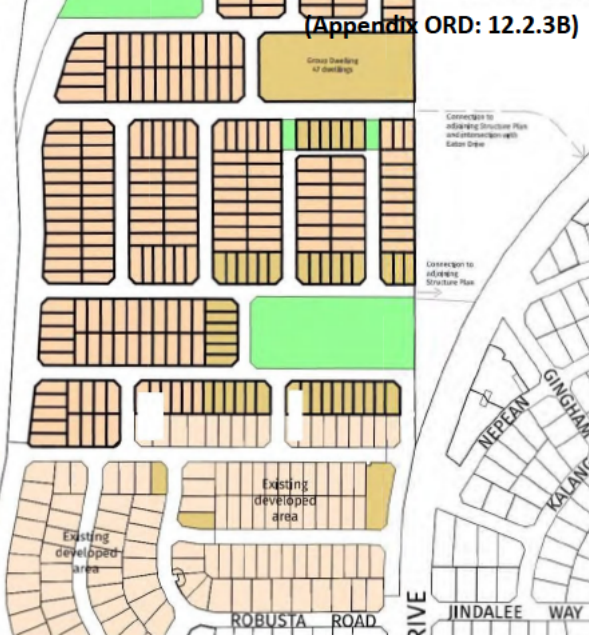 (Appendix ORD: 12.2.3B)
Group Dwelling
47 dwellings
Connection to
adjoining Structure Plan
and intersection with
Eaton Drive
Connection to
adjoining
Structure Plan
GINGHAM
NEPEAN
KALANG
Existing
developed
area
Existing
developed
area
ROBUSTA ROAD
RIVE
JINDALEE WAY